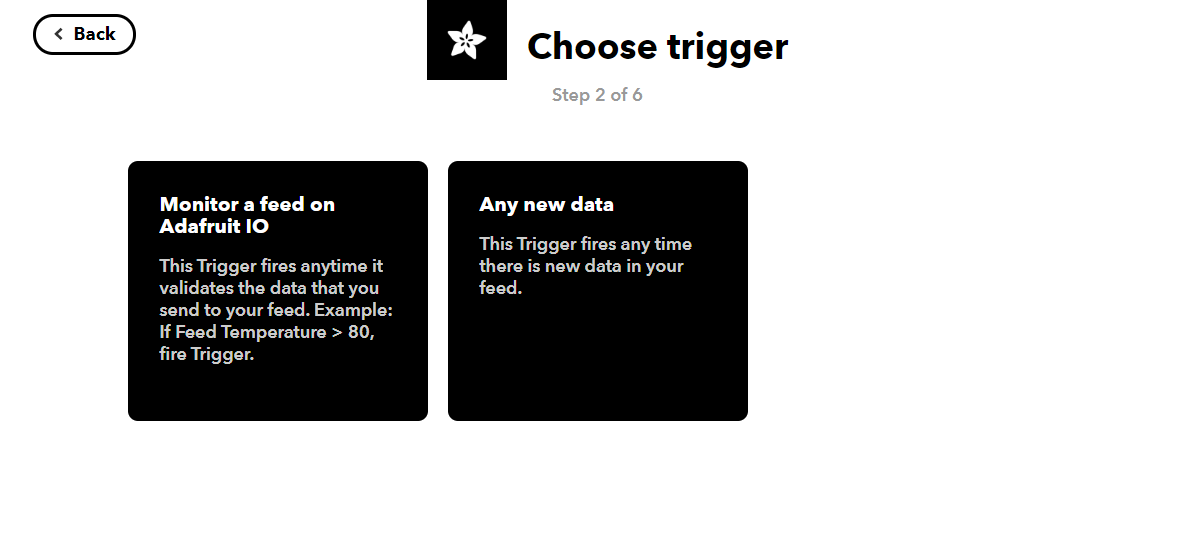 Back
Choose trigger
Step 2 of 6
Monitor a feed on
Adafruit IO
This Trigger fires anytime it
validates the data that you
send to your feed. Example:
If Feed Temperature > 80,
fire Trigger.
Any new data
This Trigger fires any time
there is new data in your
feed.